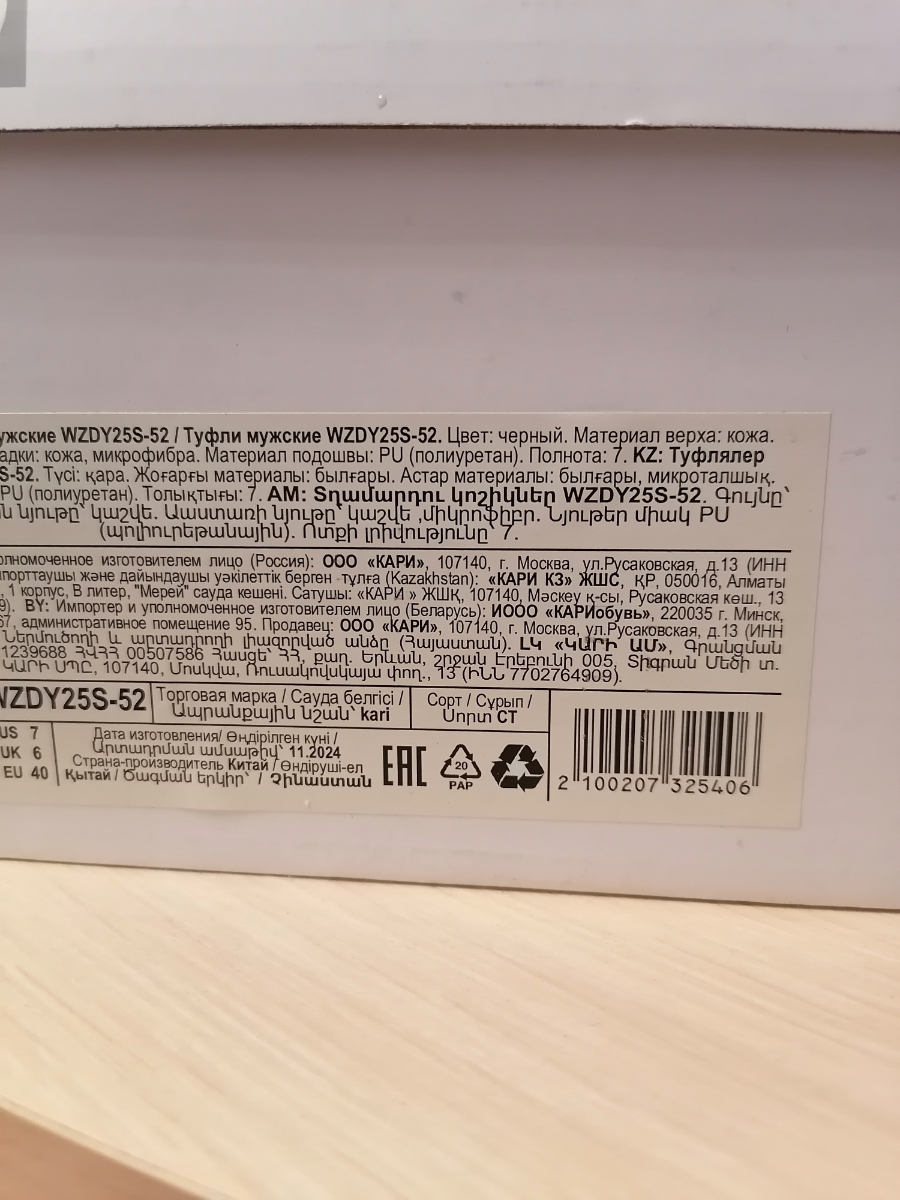 ужские WZDY25S-52 / Туфли мужские WZDY25S-52. Цвет: черный. Материал верха: кожа.
адки: кожа, микрофибра. Материал подошвы: PU (полиуретан). Полнота: 7. KZ: Туфлялер
S-52. Түсі: қара. Жоғарғы материалы: былғары. Астар материалы: былғары, микроталшық.
PU (полиуретан). Толықтығы: 7. AM: Տղամարդու կոշիկներ WZDY25S-52. Գույնը՝
ն նյութը՝ կաշվե. Աաստառի նյութը՝ կաշվե ,միկրոֆիբր. Նյութեր միակ PU
(պոլիուրեթանային). Ոտքի լրիվությունը՝ 7.
олномоченное изготовителем лицо (Россия): ООО «КАРИ», 107140, г. Москва, ул.Русаковская, д.13 (ИНН
мпорттаушы және дайындаушы уәкілеттік берген тұлға (Kazakhstan): «КАРИ КЗ» ЖШС, ҚР, 050016, Алматы
, 1 корпус, В литер, "Мерей" сауда кешені. Сатушы: «КАРИ » ЖШҚ, 107140, Мәскеу қ-сы, Русаковская көш., 13
9). BY: Импортер и уполномоченное изготовителем лицо (Беларусь): ИООО «КАРИобувь», 220035 г. Минск,
67, административное помещение 95. Продавец: ООО «КАРИ», 107140, г. Москва, ул.Русаковская, д.13 (ИНН
Ներմուծողի և արտադրողի լիազորված անձը (Հայաստան). ԼԿ «ԿԱՐԻ ԱՄ», Գրանցման
1239688 ՀՎՀՀ 00507586 Հասցե՝ ՀՀ, քաղ. Երևան, շրջան Էրեբունի 005, Տիգրան Մեծի տ.
ԿԱՐԻ ՍՊԸ, 107140, Մոսկվա, Ռուսակովսկայա փող., 13 (ԻՆՆ 7702764909).
WZDY25S-52
Торговая марка / Сауда белгісі /
Ապրանքային նշան՝ kari
Сорт / Сұрып /
Սորտ СТ
US 7
UK 6
EU 40
Дата изготовления/ Өңдірілген күні /
Արտադրման ամսաթիվ՝ 11.2024
Страна-производитель Китай / Өндіруші-ел
Қытай / Ծագման երկիր՝ / Չինաստան
EAC
20
PAP
2 100207 325406